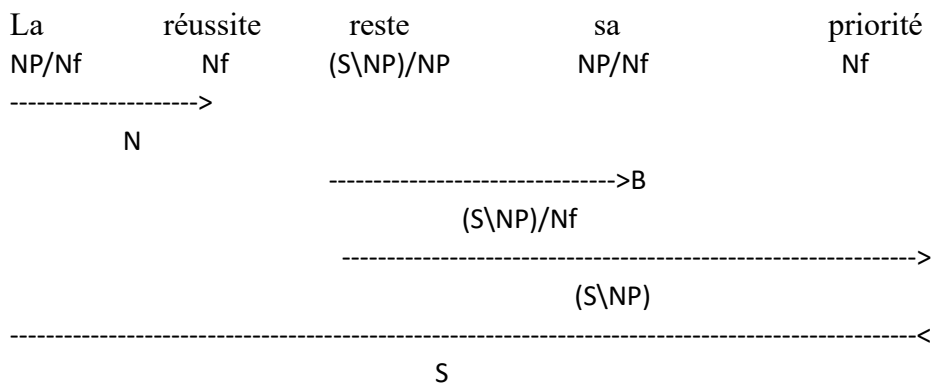 La réussite reste sa priorité
NP/Nf Nf (S\NP)/NP NP/Nf Nf
--------------------->
N
-------------------------------->B
(S\NP)/Nf
---------------------------------------------------------------->
(S\NP)
----------------------------------------------------------------------------------------------------<
S